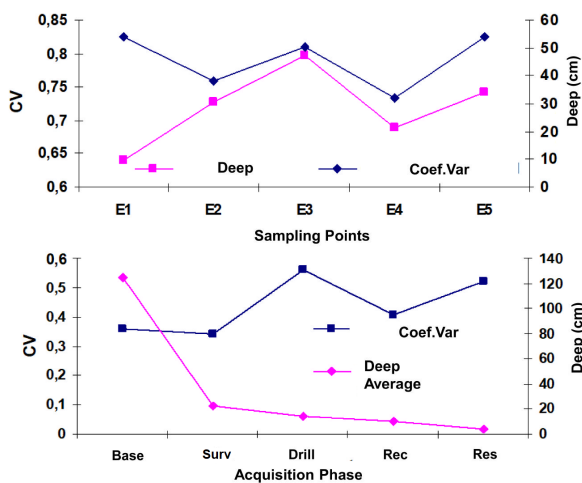 0,85 60
0,8 50
0,75 40
0,7 30
20
0,65 10
0,6 0
CV
Deep (cm)
Deep Coef.Var
E1 E2 E3 E4 E5
Sampling Points
0,6 140
0,5 120
0,4 100
0,3 80
60
0,2 40
0,1 20
0 0
CV
Deep (cm)
Coef.Var
Deep
Average
Base Surv Drill Rec Res
Acquisition Phase